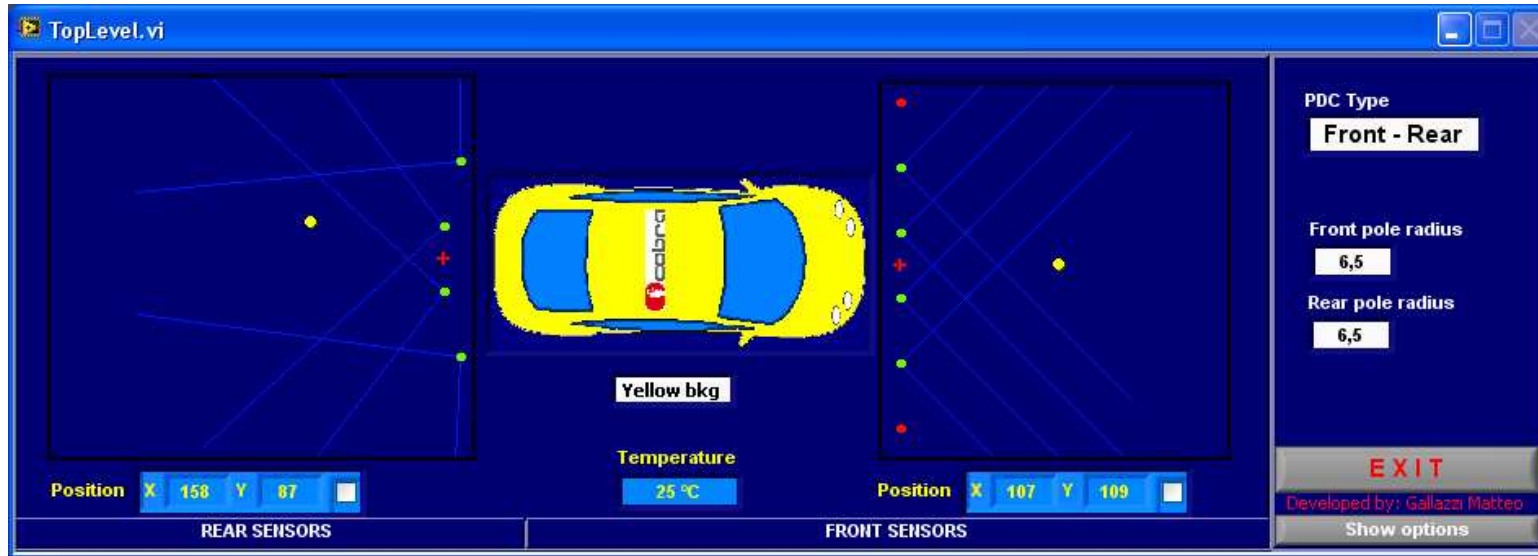 TopLevel.vi
PDC Type
Front - Rear
Front pole radius
6,5
Rear pole radius
6,5
cobra
Yellow bkg
Temperature
25 °C
Position X 158 Y 87
Position X 107 Y 109
REAR SENSORS
FRONT SENSORS
EXIT
Developed by: Gallazzi Matteo
Show options